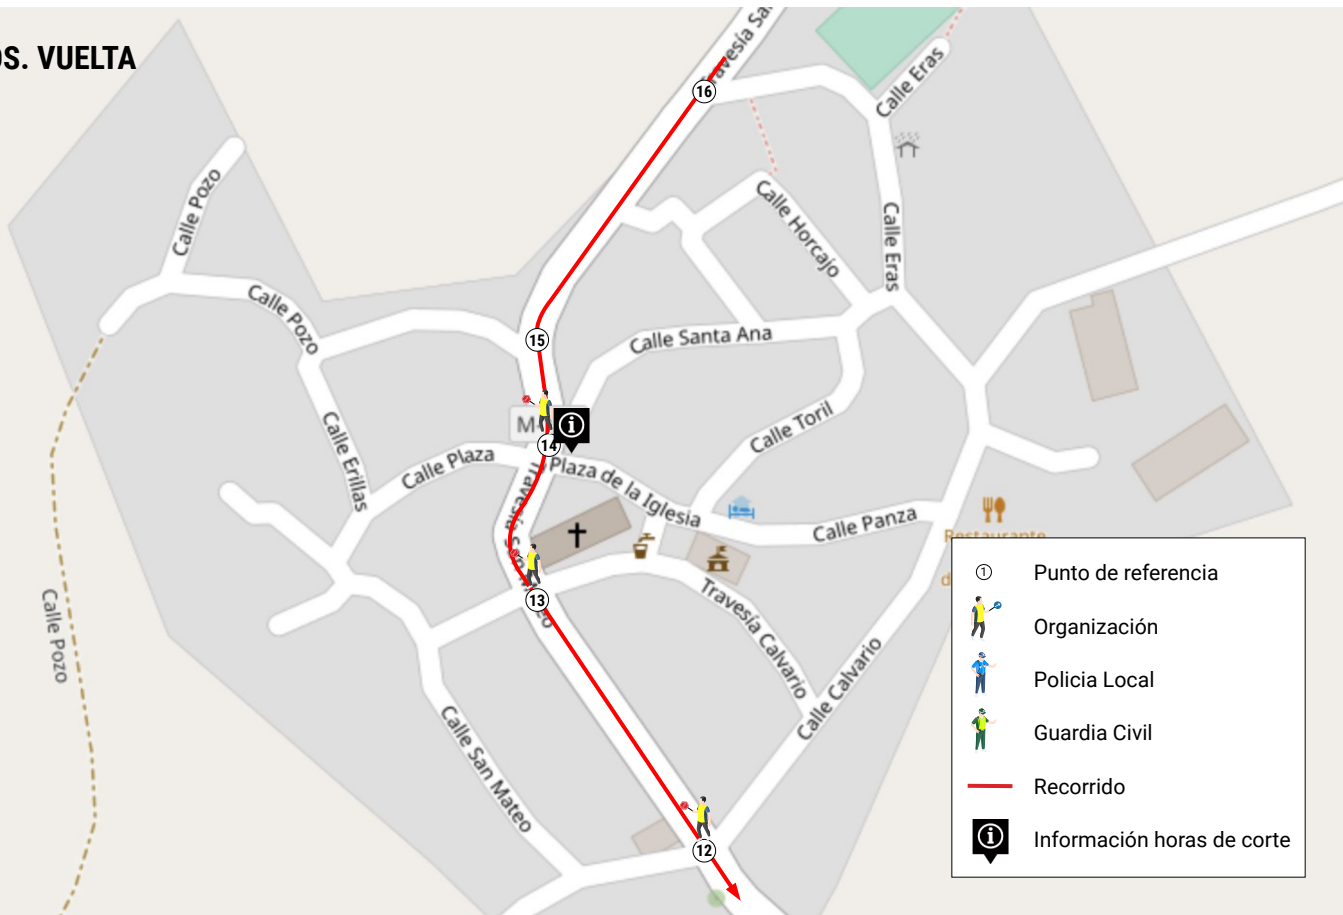 OS. VUELTA
Travesía Sa
16
Calle Eras
Calle Pozo
Calle Horcajo
Calle Eras
Calle Pozo
15
Calle Santa Ana
M-
14
Calle Toril
Calle Erillas
Calle Plaza
Plaza de la Iglesia
Calle Panza
Restaurante
13
Travesía Calvario
Calle Pozo
Calle Calvario
Calle San Mateo
12
1
Punto de referencia
Organización
Policia Local
Guardia Civil
Recorrido
Información horas de corte